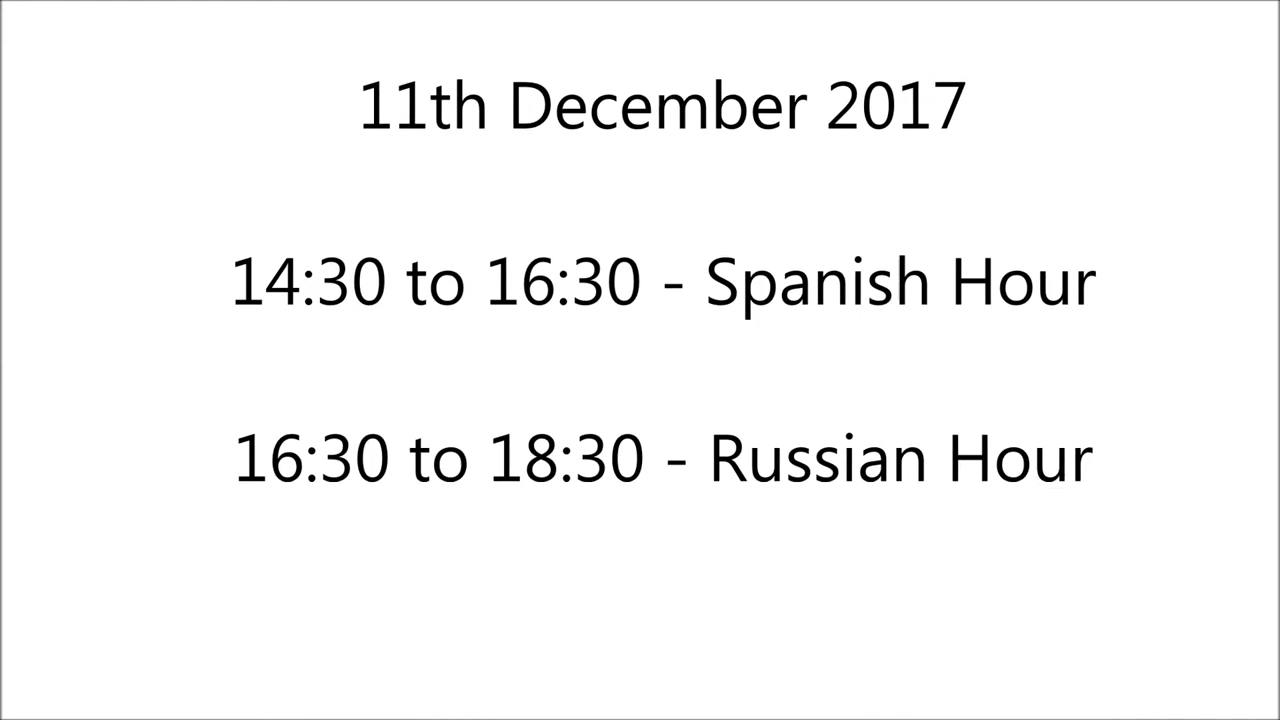 11th December 2017
14:30 to 16:30 - Spanish Hour
16:30 to 18:30 - Russian Hour